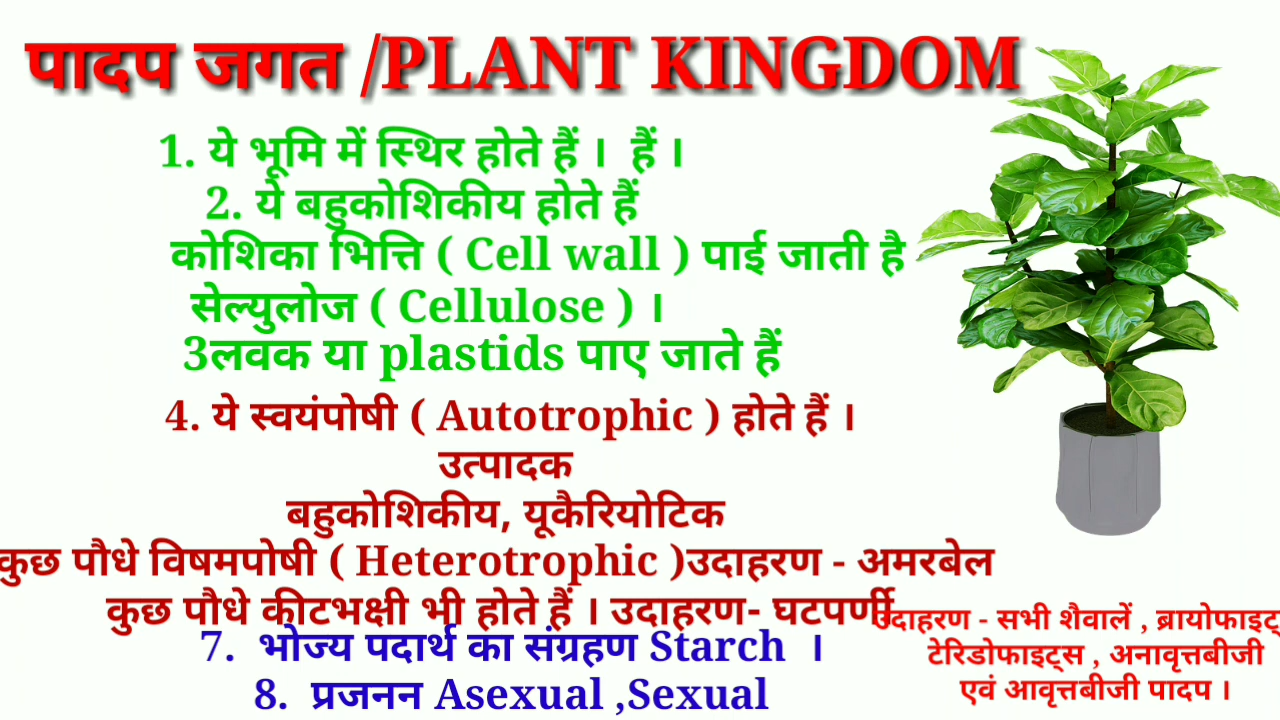 पादप जगत /PLANT KINGDOM
1. ये भूमि में स्थिर होते हैं ।  हैं ।
2. ये बहुकोशिकीय होते हैं
कोशिका भित्ति ( Cell wall ) पाई जाती है
सेल्युलोज ( Cellulose ) ।
3लवक या plastids पाए जाते हैं
4. ये स्वयंपोषी ( Autotrophic ) होते हैं ।
उत्पादक
बहुकोशिकीय, यूकैरियोटिक
कुछ पौधे विषमपोषी ( Heterotrophic )उदाहरण - अमरबेल
कुछ पौधे कीटभक्षी भी होते हैं । उदाहरण- घटपर्णी
7.  भोज्य पदार्थ का संग्रहण Starch  ।
8.  प्रजनन Asexual ,Sexual
उदाहरण - सभी शैवालें , ब्रायोफाइट्
टेरिडोफाइट्स , अनावृत्तबीजी
एवं आवृत्तबीजी पादप ।